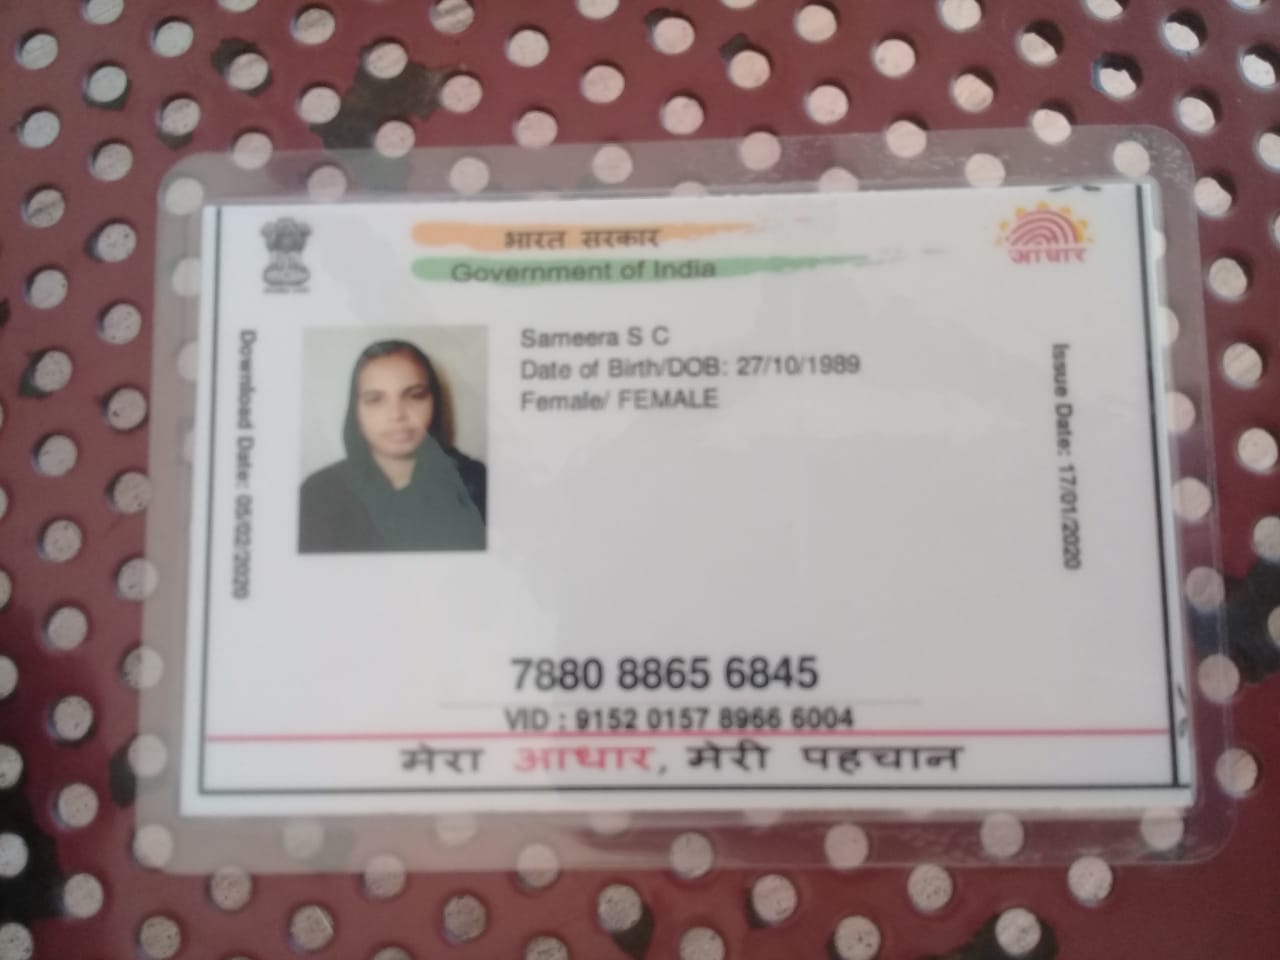 भारत सरकार
Government of India
आधार
Download Date: 05/02/2020
Sameera S C
Date of Birth/DOB: 27/10/1989
Female/ FEMALE
Issue Date: 17/01/2020
7880 8865 6845
VID : 9152 0157 8966 6004
मेरा आधार, मेरी पहचान